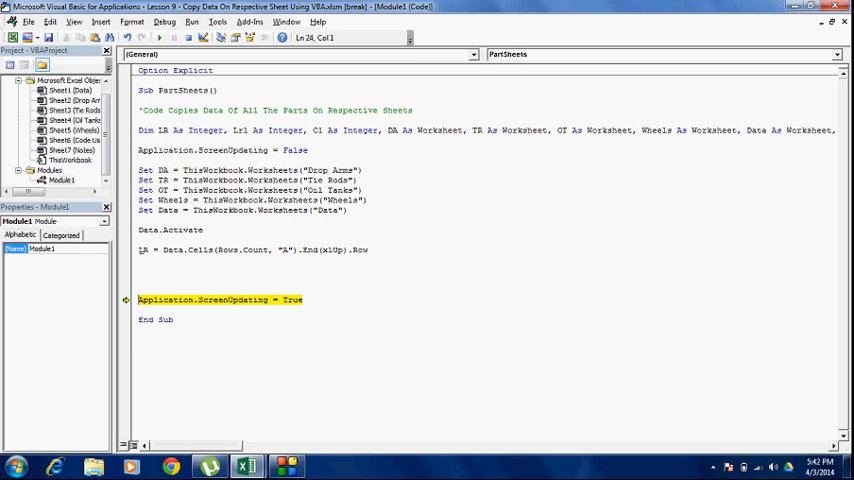 Microsoft Visual Basic for Applications - Lesson 9 - Copy Data On Respective Sheet Using VBA.xlsm [break] - [Module1 (Code)]
File Edit View Insert Format Debug Run Tools Add-Ins Window Help
Ln 24, Col 1
Project - VBAProject
Microsoft Excel Objec
Sheet1 (Data)
Sheet2 (Drop Arm
Sheet3 (Tie Rods)
Sheet4 (Oil Tanks
Sheet5 (Wheels)
Sheet6 (Code Us
Sheet7 (Notes)
ThisWorkbook
Modules
Module1
Properties - Module1
Module1 Module
Alphabetic Categorized
(Name) Module1
(General)
PartSheets
Option Explicit
Sub PartSheets()
'Code Copies Data Of All The Parts On Respective Sheets
Dim LR As Integer, Lr1 As Integer, C1 As Integer, DA As Worksheet, TR As Worksheet, OT As Worksheet, Wheels As Worksheet, Data As Worksheet,
Application.ScreenUpdating = False
Set DA = ThisWorkbook.Worksheets("Drop Arms")
Set TR = ThisWorkbook.Worksheets("Tie Rods")
Set OT = ThisWorkbook.Worksheets("Oil Tanks")
Set Wheels = ThisWorkbook.Worksheets("Wheels")
Set Data = ThisWorkbook.Worksheets("Data")
Data.Activate
LR = Data.Cells(Rows.Count, "A").End(xlUp).Row
Application.ScreenUpdating = True
End Sub
5:42 PM
4/3/2014